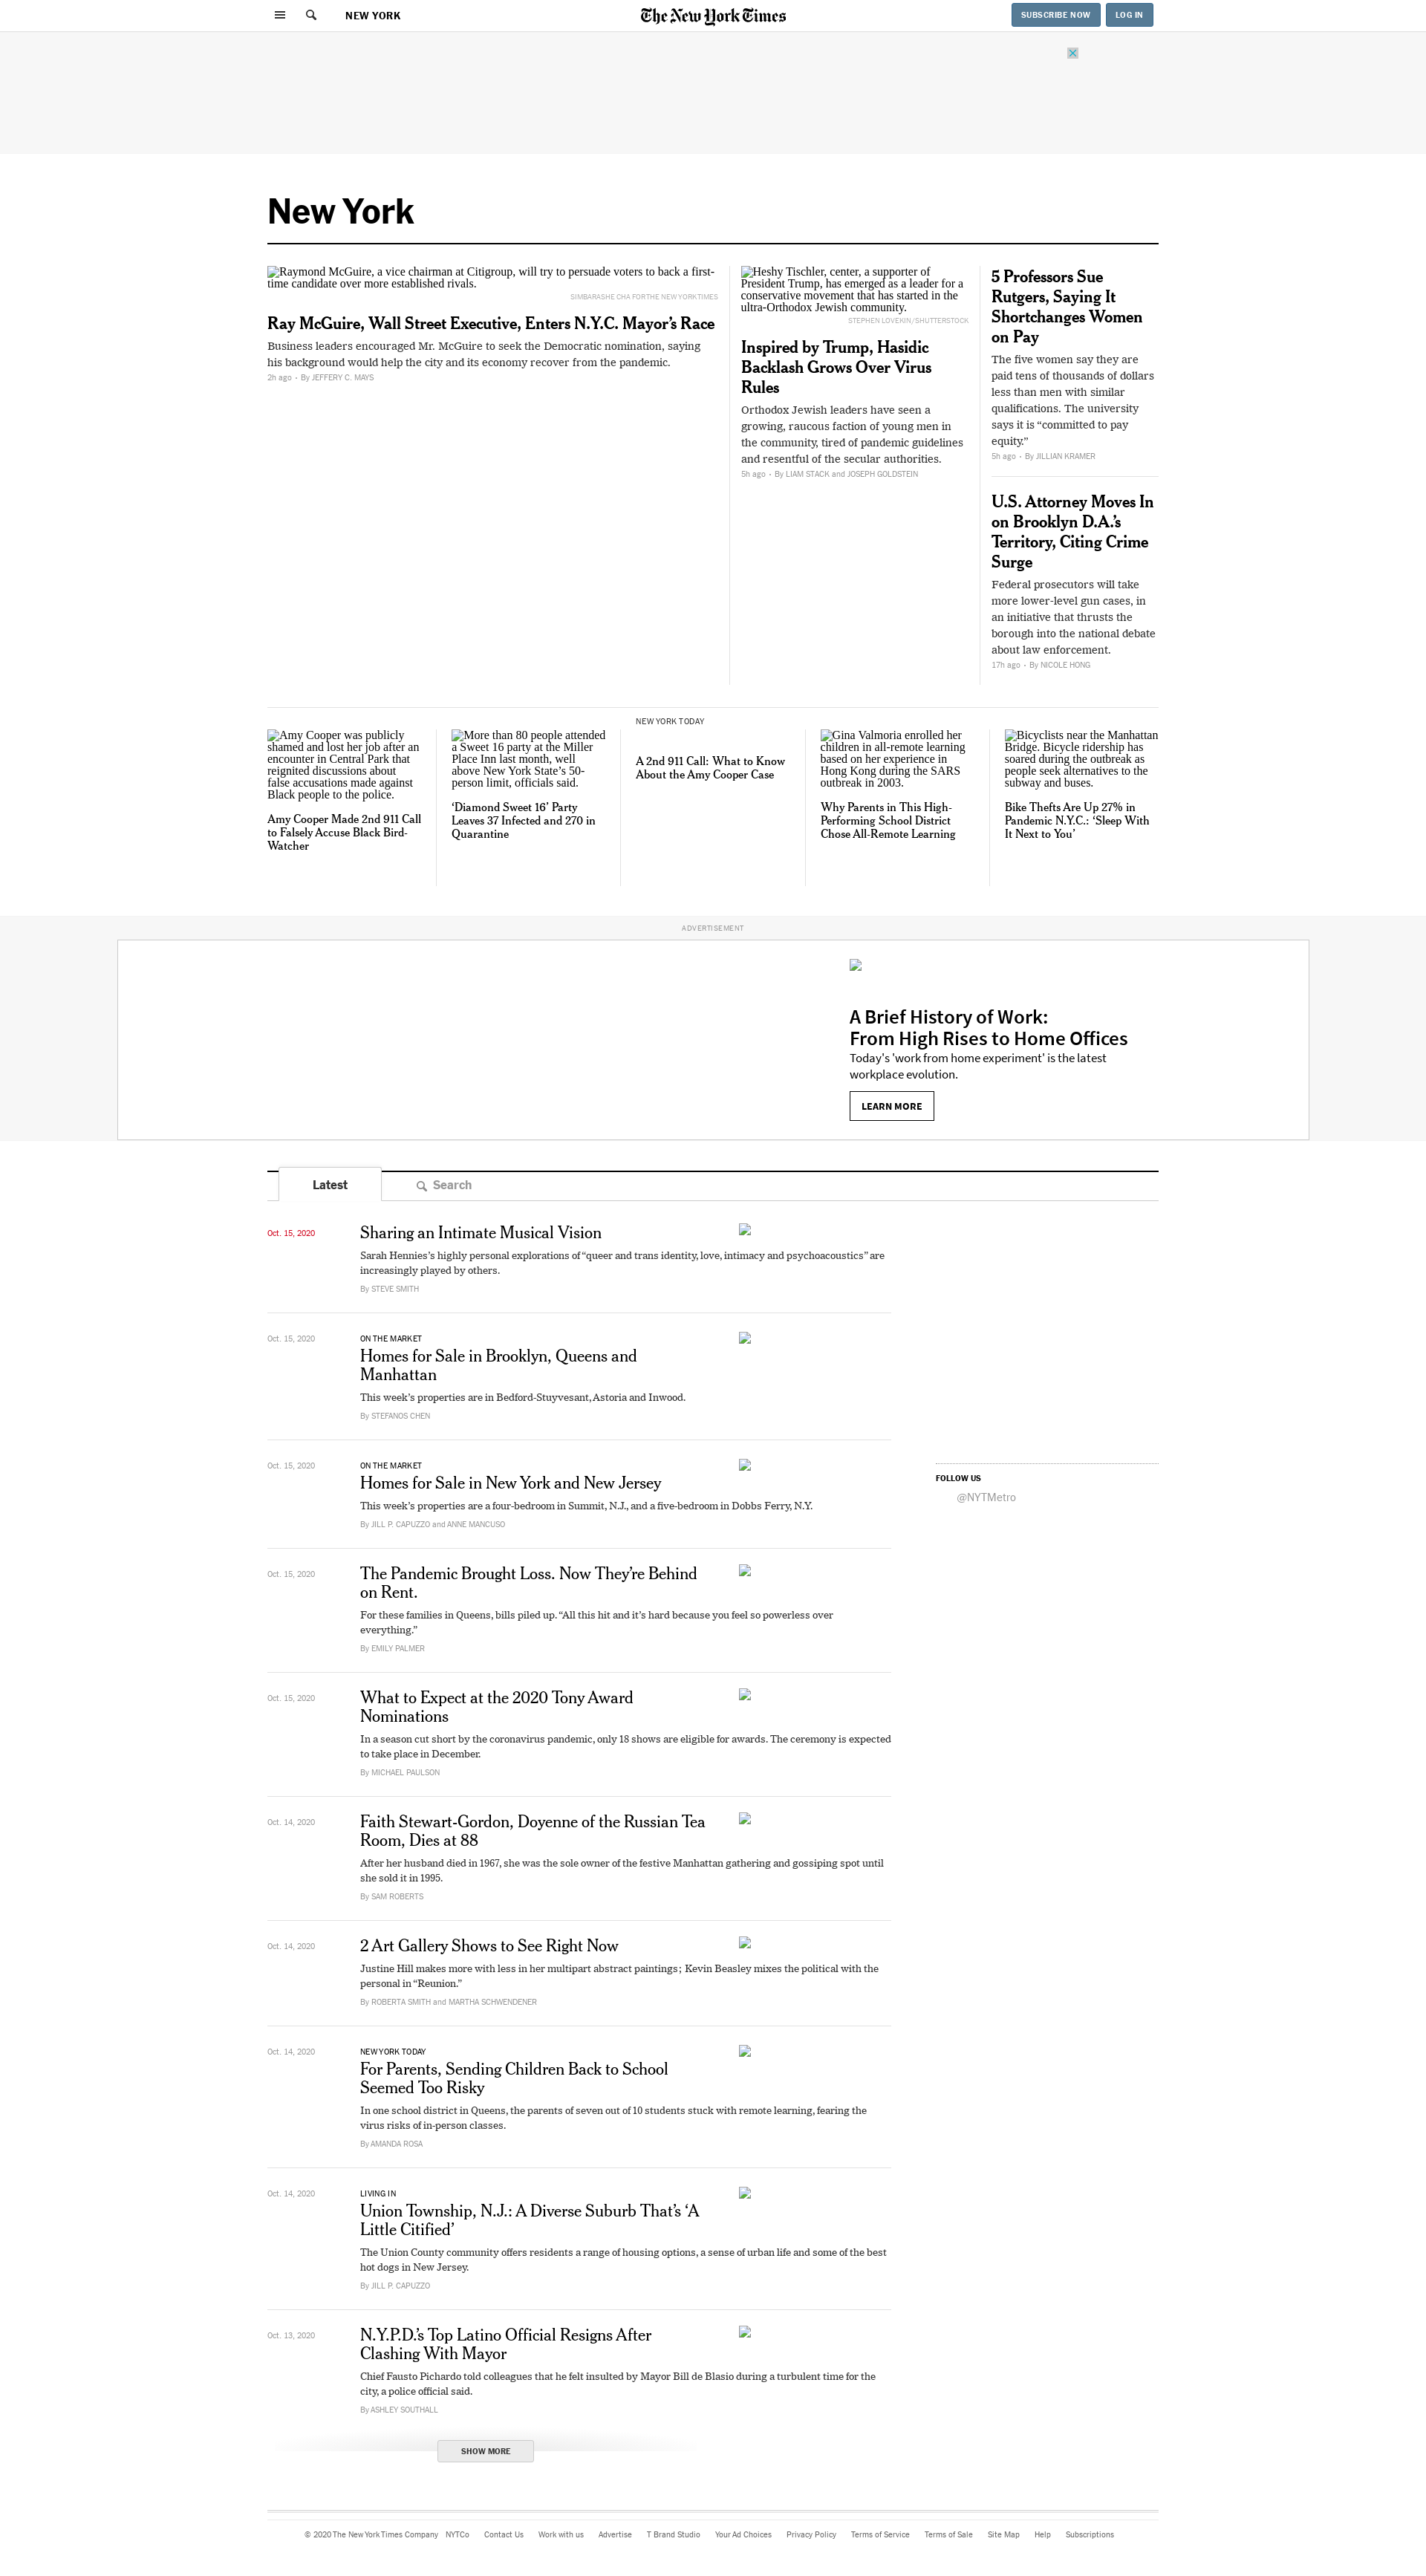 NEW YORK
The New York Times
SUBSCRIBE NOW
LOG IN
New York
Raymond McGuire, a vice chairman at Citigroup, will try to persuade voters to back a first-
time candidate over more established rivals.
SIMBARASHE CHA FOR THE NEW YORK TIMES
Ray McGuire, Wall Street Executive, Enters N.Y.C. Mayor’s Race
Business leaders encouraged Mr. McGuire to seek the Democratic nomination, saying
his background would help the city and its economy recover from the pandemic.
2h ago • By JEFFERY C. MAYS
Heshy Tischler, center, a supporter of
President Trump, has emerged as a leader for a
conservative movement that has started in the
ultra-Orthodox Jewish community.
STEPHEN LOVEKIN/SHUTTERSTOCK
Inspired by Trump, Hasidic
Backlash Grows Over Virus
Rules
Orthodox Jewish leaders have seen a
growing, raucous faction of young men in
the community, tired of pandemic guidelines
and resentful of the secular authorities.
5h ago • By LIAM STACK and JOSEPH GOLDSTEIN
5 Professors Sue
Rutgers, Saying It
Shortchanges Women
on Pay
The five women say they are
paid tens of thousands of dollars
less than men with similar
qualifications. The university
says it is “committed to pay
equity.”
5h ago • By JILLIAN KRAMER
U.S. Attorney Moves In
on Brooklyn D.A.’s
Territory, Citing Crime
Surge
Federal prosecutors will take
more lower-level gun cases, in
an initiative that thrusts the
borough into the national debate
about law enforcement.
17h ago • By NICOLE HONG
Amy Cooper was publicly
shamed and lost her job after an
encounter in Central Park that
reignited discussions about
false accusations made against
Black people to the police.
Amy Cooper Made 2nd 911 Call
to Falsely Accuse Black Bird-
Watcher
More than 80 people attended
a Sweet 16 party at the Miller
Place Inn last month, well
above New York State’s 50-
person limit, officials said.
‘Diamond Sweet 16’ Party
Leaves 37 Infected and 270 in
Quarantine
NEW YORK TODAY
A 2nd 911 Call: What to Know
About the Amy Cooper Case
Gina Valmoria enrolled her
children in all-remote learning
based on her experience in
Hong Kong during the SARS
outbreak in 2003.
Why Parents in This High-
Performing School District
Chose All-Remote Learning
Bicyclists near the Manhattan
Bridge. Bicycle ridership has
soared during the outbreak as
people seek alternatives to the
subway and buses.
Bike Thefts Are Up 27% in
Pandemic N.Y.C.: ‘Sleep With
It Next to You’
ADVERTISEMENT
A Brief History of Work:
From High Rises to Home Offices
Today's 'work from home experiment' is the latest
workplace evolution.
LEARN MORE
Latest
Search
Oct. 15, 2020
Sharing an Intimate Musical Vision
Sarah Hennies’s highly personal explorations of “queer and trans identity, love, intimacy and psychoacoustics” are
increasingly played by others.
By STEVE SMITH
Oct. 15, 2020
ON THE MARKET
Homes for Sale in Brooklyn, Queens and
Manhattan
This week’s properties are in Bedford-Stuyvesant, Astoria and Inwood.
By STEFANOS CHEN
Oct. 15, 2020
ON THE MARKET
Homes for Sale in New York and New Jersey
This week’s properties are a four-bedroom in Summit, N.J., and a five-bedroom in Dobbs Ferry, N.Y.
By JILL P. CAPUZZO and ANNE MANCUSO
FOLLOW US
@NYTMetro
Oct. 15, 2020
The Pandemic Brought Loss. Now They’re Behind
on Rent.
For these families in Queens, bills piled up. “All this hit and it’s hard because you feel so powerless over
everything.”
By EMILY PALMER
Oct. 15, 2020
What to Expect at the 2020 Tony Award
Nominations
In a season cut short by the coronavirus pandemic, only 18 shows are eligible for awards. The ceremony is expected
to take place in December.
By MICHAEL PAULSON
Oct. 14, 2020
Faith Stewart-Gordon, Doyenne of the Russian Tea
Room, Dies at 88
After her husband died in 1967, she was the sole owner of the festive Manhattan gathering and gossiping spot until
she sold it in 1995.
By SAM ROBERTS
Oct. 14, 2020
2 Art Gallery Shows to See Right Now
Justine Hill makes more with less in her multipart abstract paintings; Kevin Beasley mixes the political with the
personal in “Reunion.”
By ROBERTA SMITH and MARTHA SCHWENDENER
Oct. 14, 2020
NEW YORK TODAY
For Parents, Sending Children Back to School
Seemed Too Risky
In one school district in Queens, the parents of seven out of 10 students stuck with remote learning, fearing the
virus risks of in-person classes.
By AMANDA ROSA
Oct. 14, 2020
LIVING IN
Union Township, N.J.: A Diverse Suburb That’s ‘A
Little Citified’
The Union County community offers residents a range of housing options, a sense of urban life and some of the best
hot dogs in New Jersey.
By JILL P. CAPUZZO
Oct. 13, 2020
N.Y.P.D.’s Top Latino Official Resigns After
Clashing With Mayor
Chief Fausto Pichardo told colleagues that he felt insulted by Mayor Bill de Blasio during a turbulent time for the
city, a police official said.
By ASHLEY SOUTHALL
SHOW MORE
© 2020 The New York Times Company NYTCo Contact Us Work with us Advertise T Brand Studio Your Ad Choices Privacy Policy Terms of Service Terms of Sale Site Map Help Subscriptions